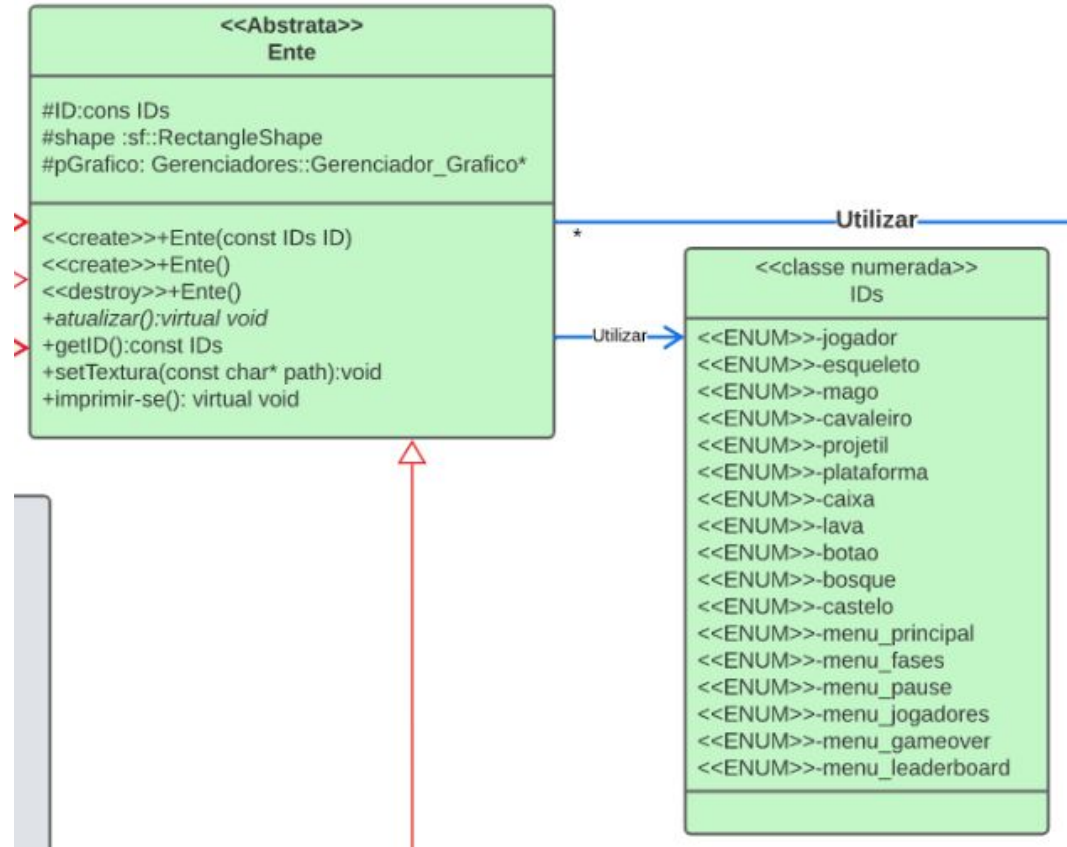 <<Abstrata>>
Ente
#ID:cons IDs
#shape :sf::RectangleShape
#pGrafico: Gerenciadores::Gerenciador_Grafico*
<<create>>+Ente(const IDs ID)
<<create>>+Ente()
<<destroy>>+Ente()
+atualizar():virtual void
+getID():const IDs
+setTextura(const char* path):void
+imprimir-se(): virtual void
Utilizar
*
Utilizar
<<classe numerada>>
IDs
<<ENUM>>-jogador
<<ENUM>>-esqueleto
<<ENUM>>-mago
<<ENUM>>-cavaleiro
<<ENUM>>-projetil
<<ENUM>>-plataforma
<<ENUM>>-caixa
<<ENUM>>-lava
<<ENUM>>-botao
<<ENUM>>-bosque
<<ENUM>>-castelo
<<ENUM>>-menu_principal
<<ENUM>>-menu_fases
<<ENUM>>-menu_pause
<<ENUM>>-menu_jogadores
<<ENUM>>-menu_gameover
<<ENUM>>-menu_leaderboard